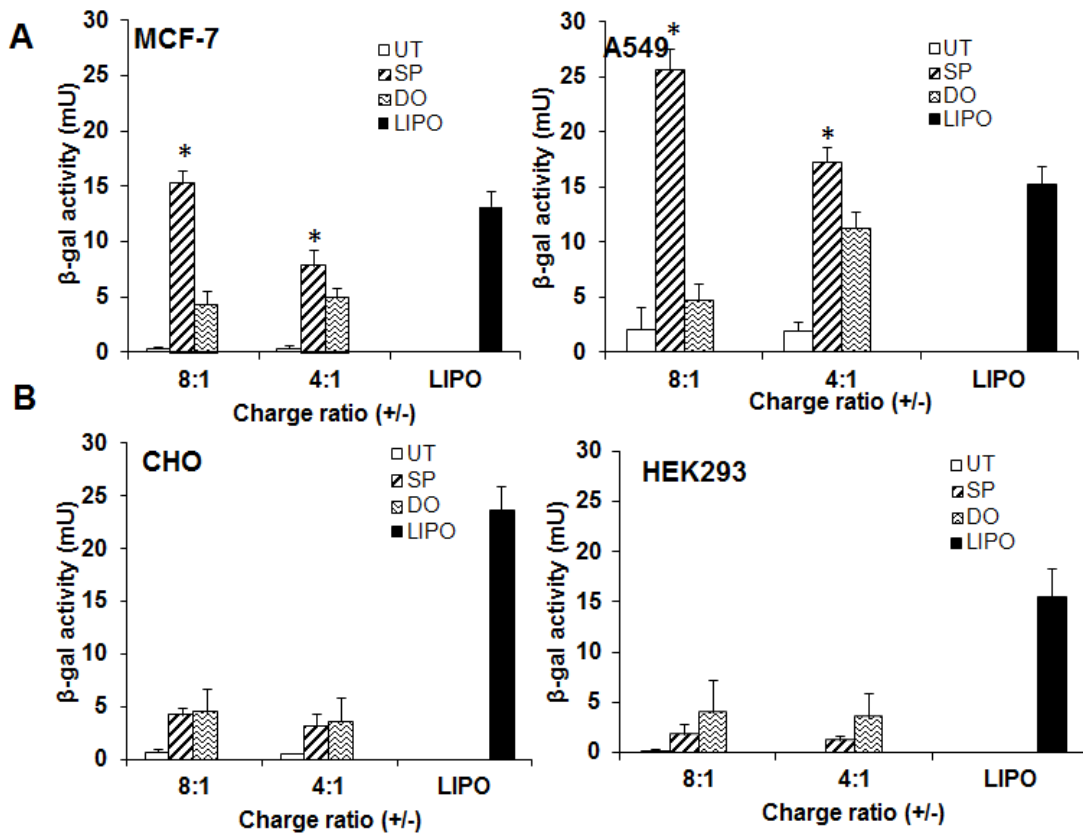 A
MCF-7
β-gal activity (mU)
30
25
20
15
10
5
0
UT
SP
DO
LIPO
*
*
8:1
4:1
LIPO
Charge ratio (+/-)
A549
β-gal activity (mU)
30
25
20
15
10
5
0
UT
SP
DO
LIPO
*
*
8:1
4:1
LIPO
Charge ratio (+/-)
B
CHO
β-gal activity (mU)
30
25
20
15
10
5
0
UT
SP
DO
LIPO
8:1
4:1
LIPO
Charge ratio (+/-)
HEK293
β-gal activity (mU)
30
25
20
15
10
5
0
UT
SP
DO
LIPO
8:1
4:1
LIPO
Charge ratio (+/-)